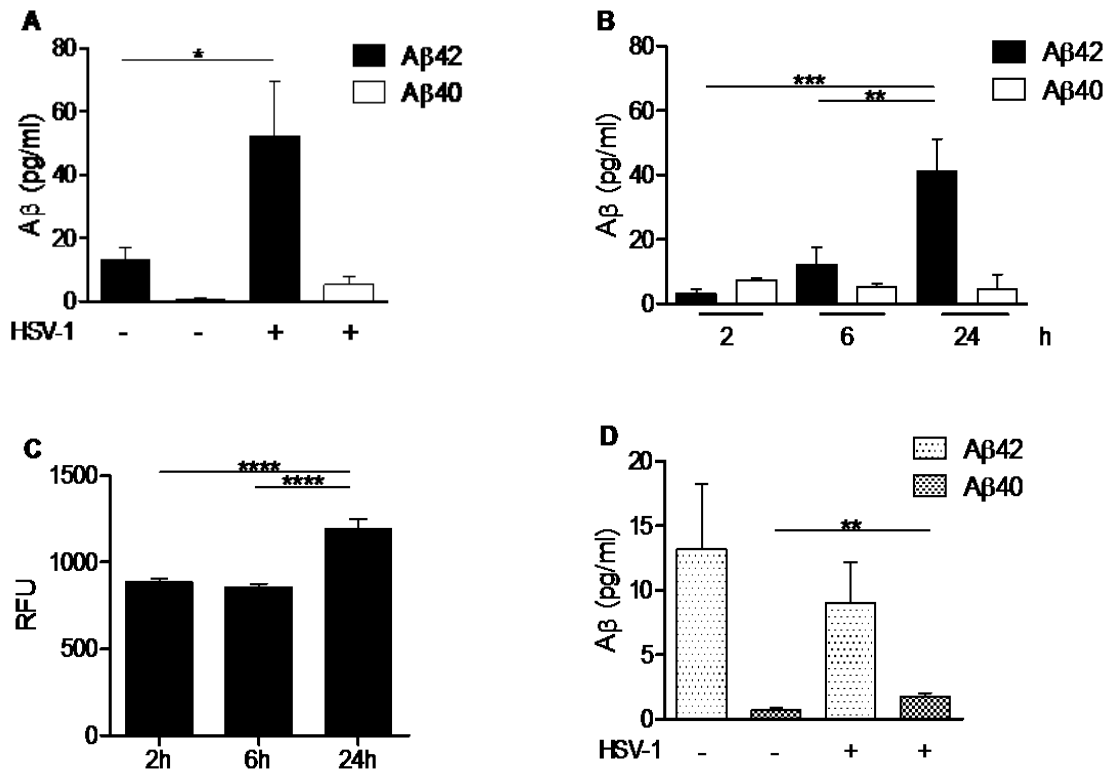 A
Aβ (pg/ml)
80
60
40
20
0
*
Aβ42
Aβ40
HSV-1 - - + +
B
Aβ (pg/ml)
80
60
40
20
0
***
**
Aβ42
Aβ40
2 6 24 h
C
RFU
1500
1000
500
0
****
****
2h 6h 24h
D
Aβ (pg/ml)
20
15
10
5
0
**
Aβ42
Aβ40
HSV-1 - - + +